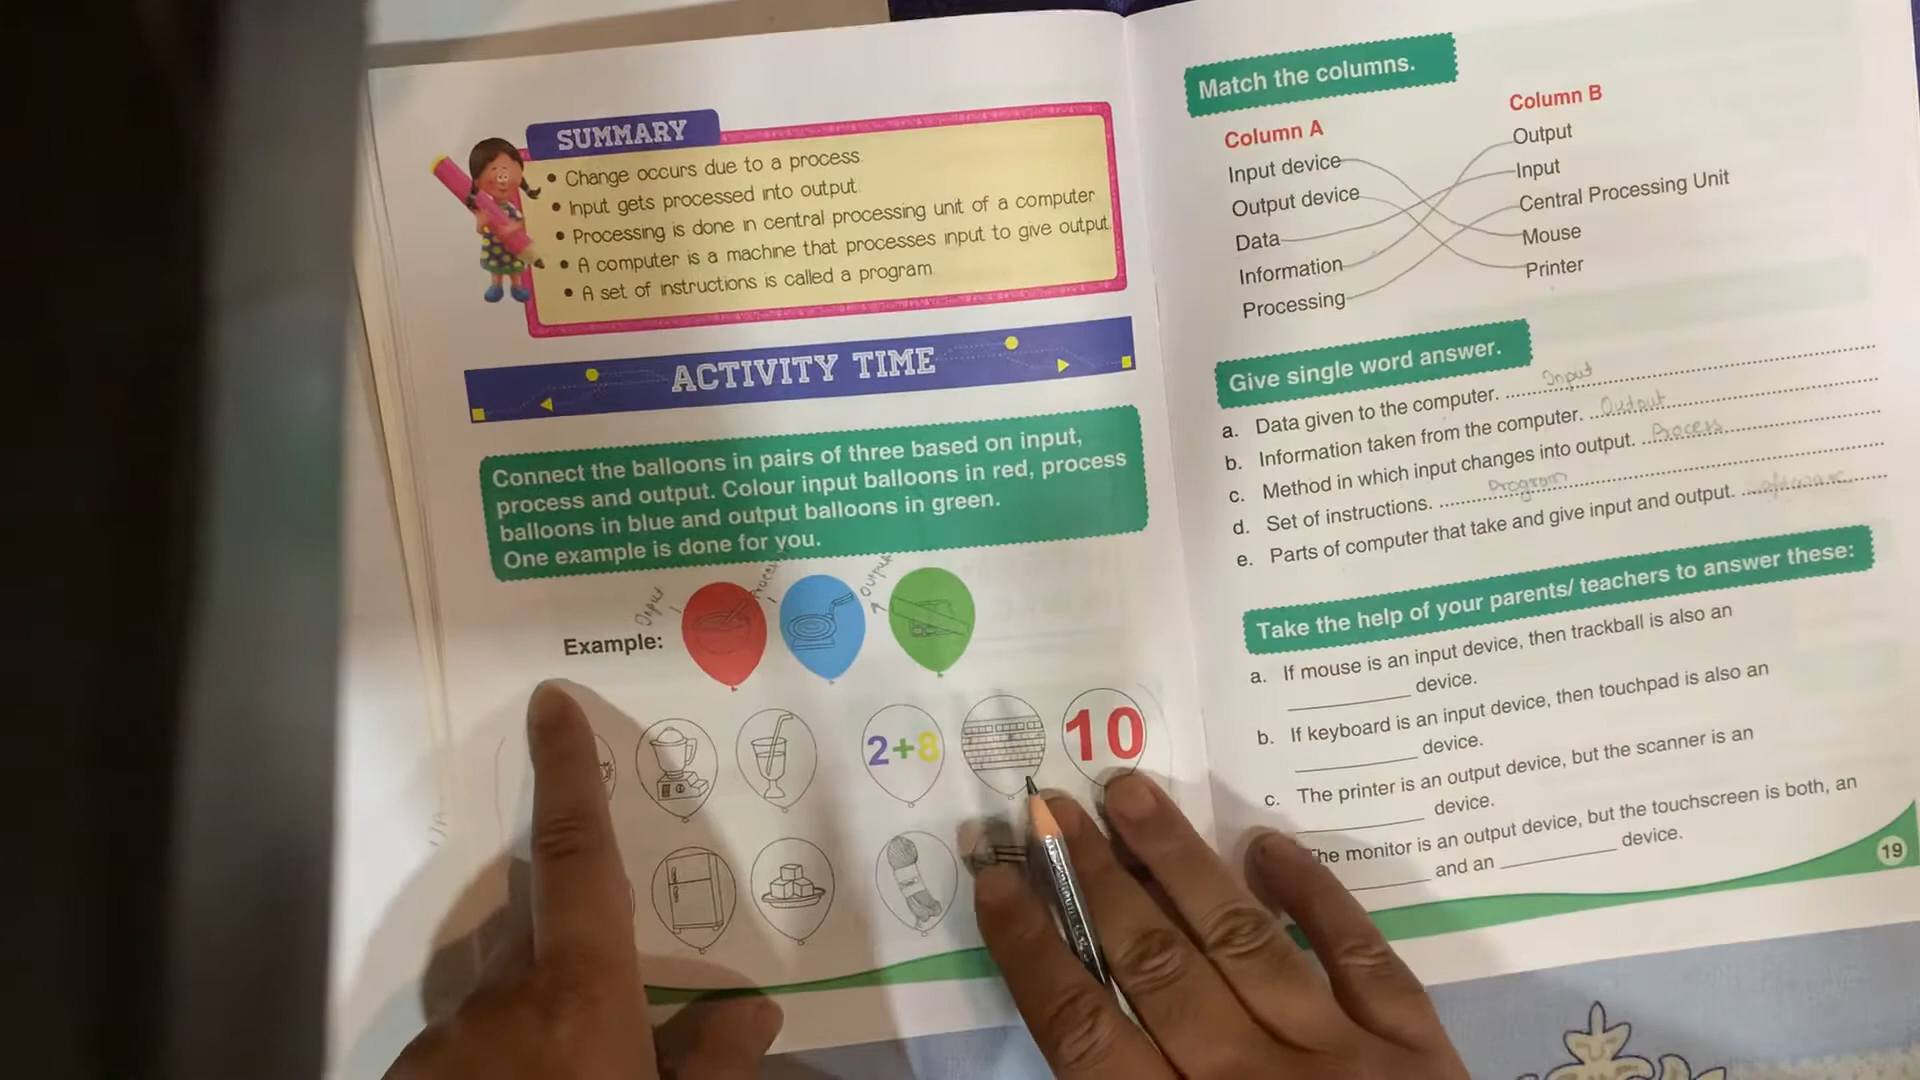 SUMMARY
• Change occurs due to a process.
• Input gets processed into output.
• Processing is done in central processing unit of a computer
• A computer is a machine that processes input to give output.
• A set of instructions is called a program
ACTIVITY TIME
Connect the balloons in pairs of three based on input,
process and output. Colour input balloons in red, process
balloons in blue and output balloons in green.
One example is done for you.
Input
Output
Example:
2+8
10
Match the columns.
Column A
Column B
Input device
Output
Output device
Input
Data
Central Processing Unit
Information
Mouse
Processing
Printer
Give single word answer.
a. Data given to the computer. Input
b. Information taken from the computer. Output
c. Method in which input changes into output. Process
d. Set of instructions. Program
e. Parts of computer that take and give input and output.
Take the help of your parents/ teachers to answer these:
a. If mouse is an input device, then trackball is also an
__________ device.
b. If keyboard is an input device, then touchpad is also an
__________ device.
c. The printer is an output device, but the scanner is an
__________ device.
The monitor is an output device, but the touchscreen is both, an
__________ and an __________ device.
19